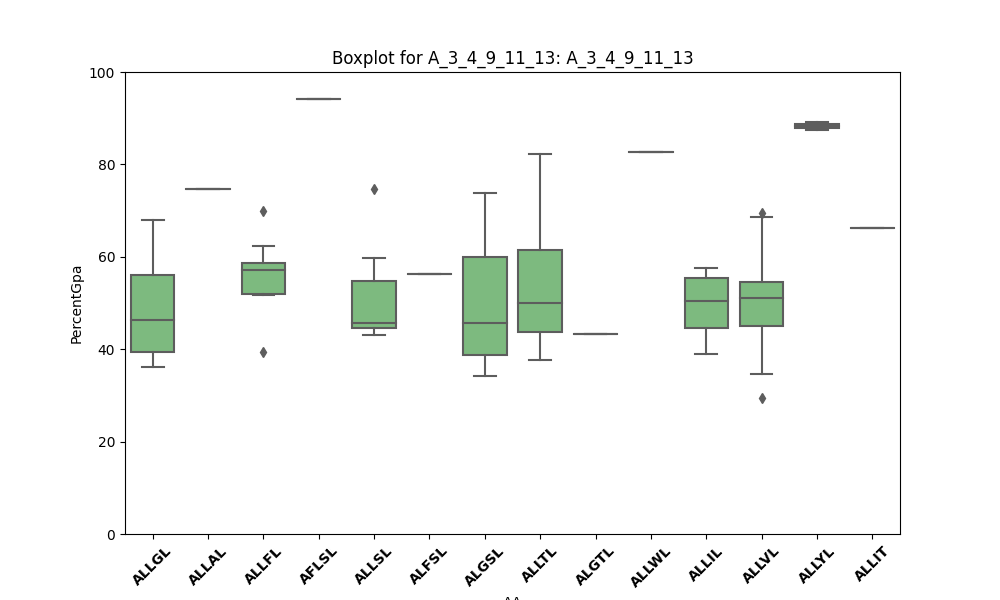 Boxplot for A_3_4_9_11_13: A_3_4_9_11_13
100
80
60
40
20
0
PercentGpa
ALLGL
ALLAL
ALLFL
AFLSL
ALLSL
ALFSL
ALGSL
ALLTL
ALGTL
ALLWL
ALLIL
ALLVL
ALLYL
ALLIT